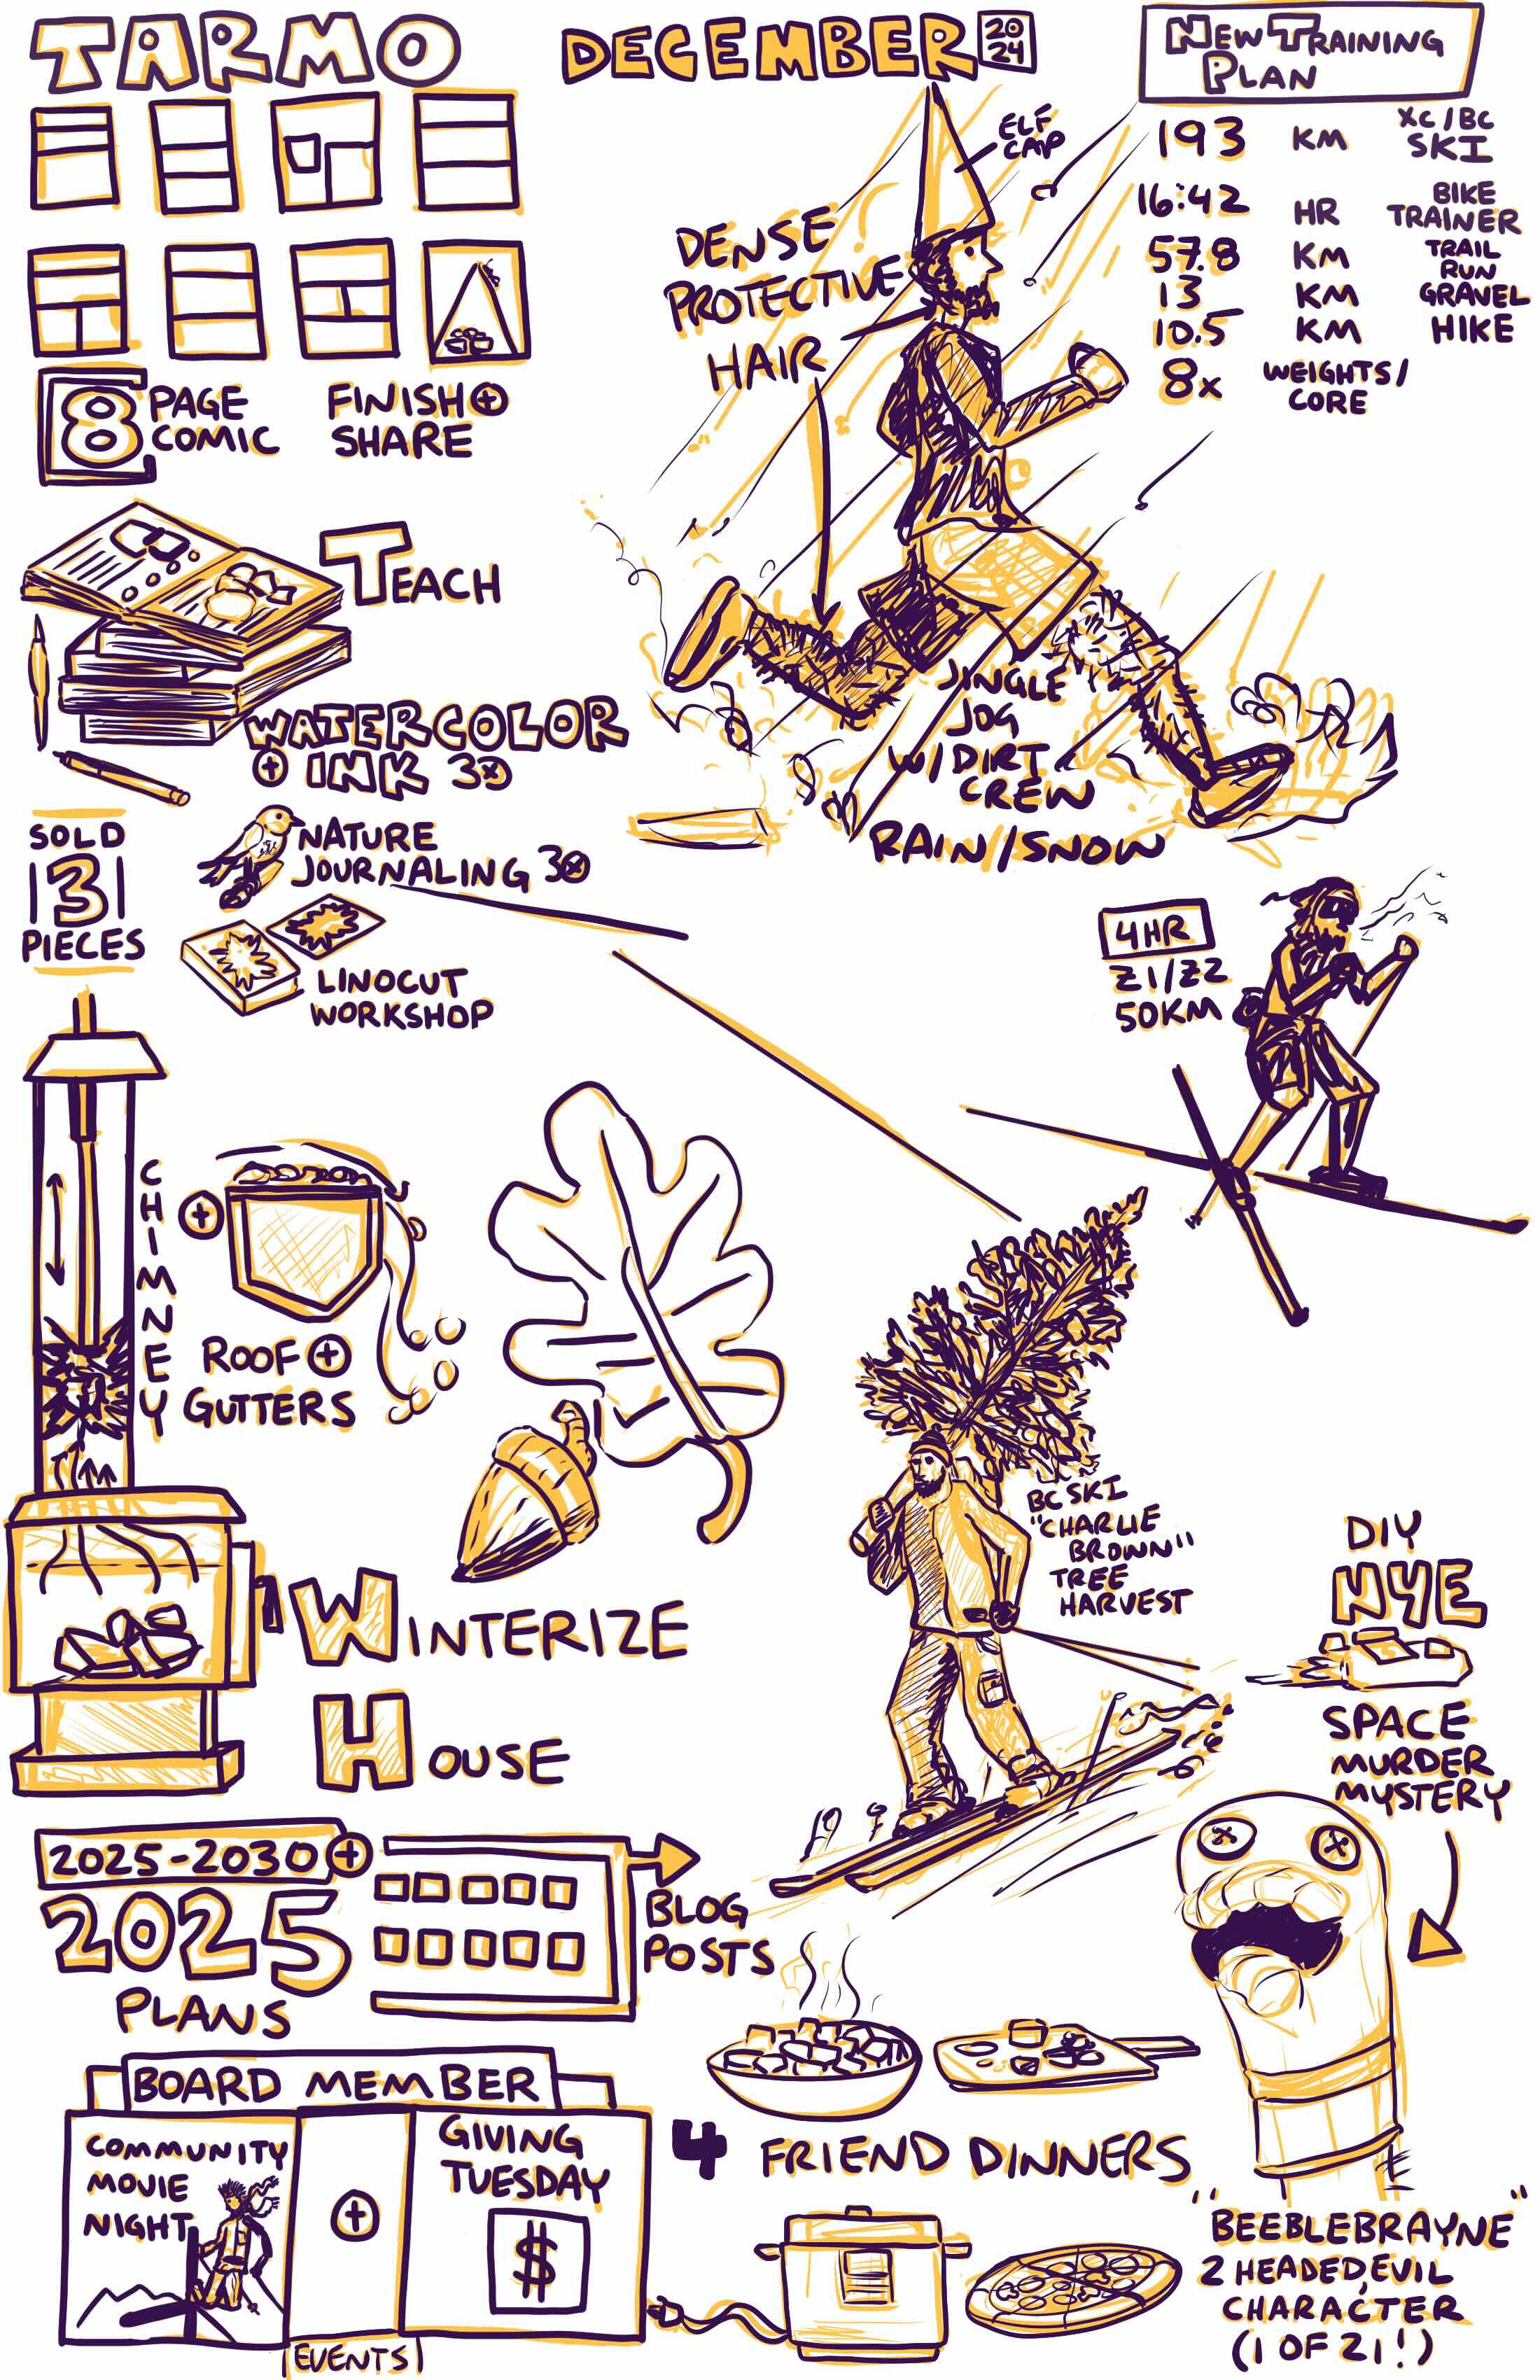 TARMO
DECEMBER
20
24
NEW TRAINING
PLAN
193 KM XC/BC
SKI
16:42 HR BIKE
TRAINER
57.8 KM TRAIL
RUN
13 KM GRAVEL
10.5 KM HIKE
8x WEIGHTS/
CORE
ELF
CAP
DENSE
PROTECTIVE
HAIR
8 PAGE
COMIC
FINISH +
SHARE
TEACH
WATERCOLOR
+ INK 3x
JINGLE
JOG
W/DIRT
CREW
RAIN/SNOW
SOLD
3
PIECES
NATURE
JOURNALING 3x
LINOCUT
WORKSHOP
4HR
Z1/Z2
50KM
CHIMNEY
+
ROOF +
GUTTERS
BC SKI
"CHARLIE
BROWN"
TREE
HARVEST
WINTERIZE
HOUSE
DIY
NYE
SPACE
MURDER
MYSTERY
2025-2030 +
2025
PLANS
BLOG
POSTS
BOARD MEMBER
COMMUNITY
MOVIE
NIGHT
+
GIVING
TUESDAY
$
EVENTS
4 FRIEND DINNERS
"BEEBLEBRAYNE"
2 HEADED, EVIL
CHARACTER
(1 OF 21!)